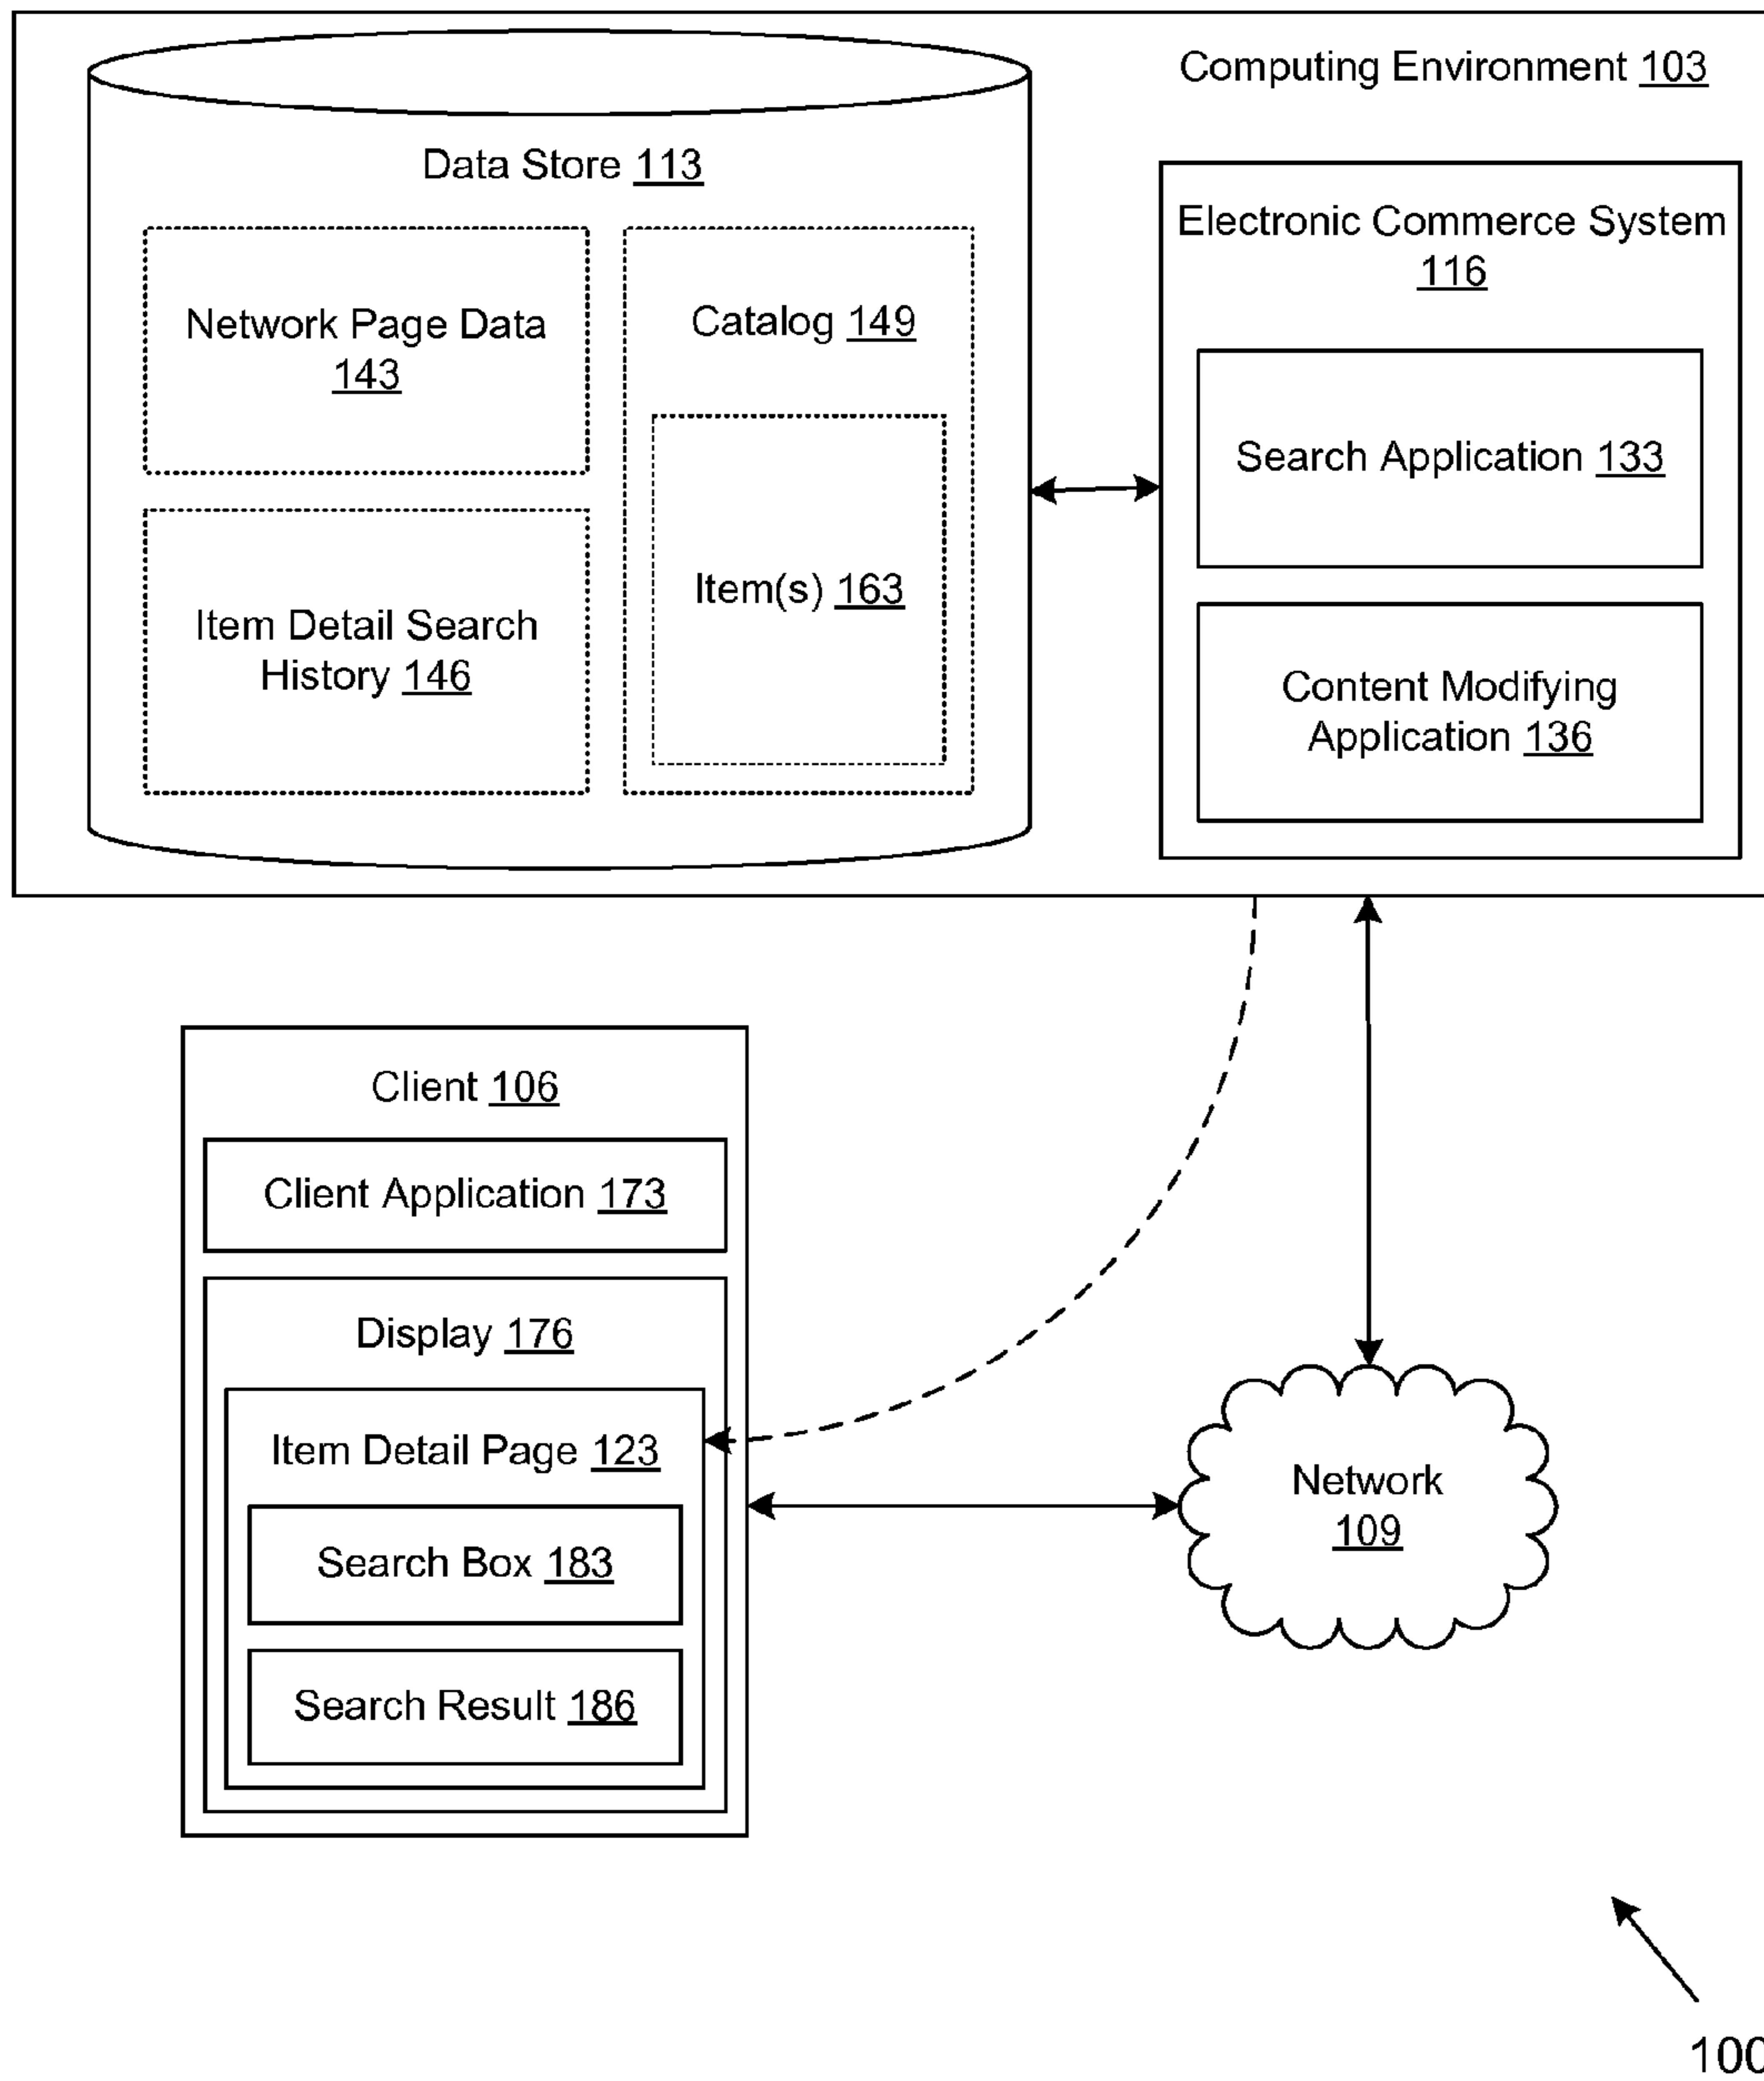 Computing Environment 103
Data Store 113
Network Page Data
143
Item Detail Search
History 146
Catalog 149
Item(s) 163
Electronic Commerce System
116
Search Application 133
Content Modifying
Application 136
Client 106
Client Application 173
Display 176
Item Detail Page 123
Search Box 183
Search Result 186
Network
109
100